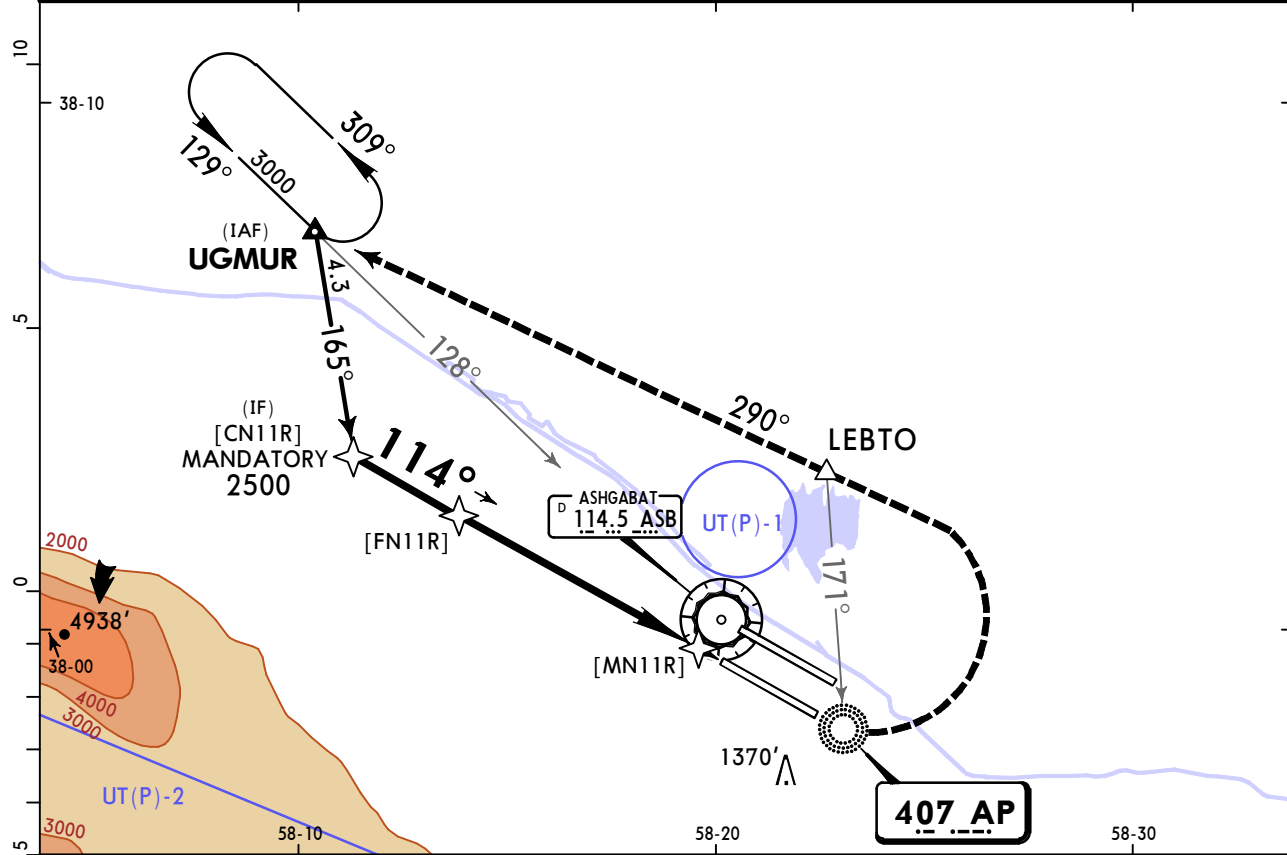 10
38-10
309°
129°
3000
(IAF)
UGMUR
4.3
5
165°
128°
(IF)
[CN11R]
MANDATORY
2500
114°
290°
LEBTO
ASHGABAT
D 114.5 ASB
UT(P)-1
[FN11R]
2000
171°
0
4938'
38-00
[MN11R]
4000
3000
1370'
UT(P)-2
407 AP
3000
58-10
58-20
58-30
5